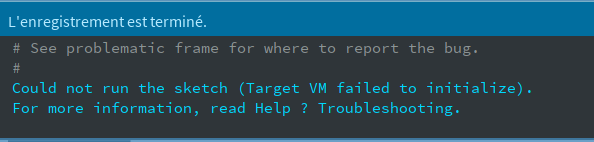 L'enregistrement est terminé.
# See problematic frame for where to report the bug.
#
Could not run the sketch (Target VM failed to initialize).
For more information, read Help ? Troubleshooting.